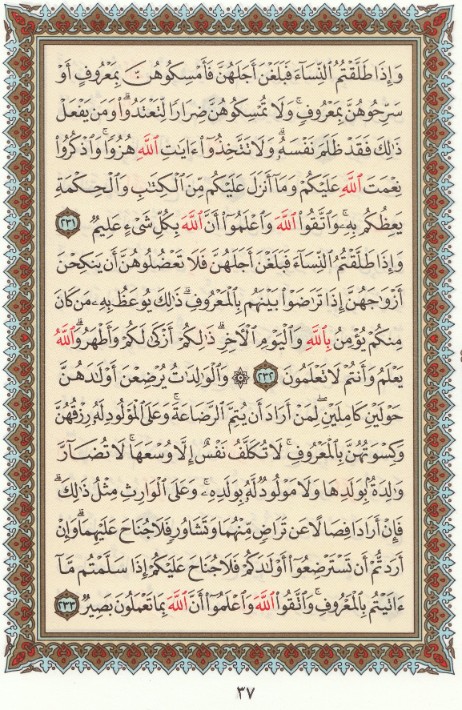 وَإِذَا طَلَّقْتُمُ ٱلنِّسَآءَ فَبَلَغْنَ أَجَلَهُنَّ فَأَمْسِكُوهُنَّ بِمَعْرُوفٍ أَوْ
سَرِّحُوهُنَّ بِمَعْرُوفٍۚ وَلَا تُمْسِكُوهُنَّ ضِرَارًا لِّتَعْتَدُوا۟ۚ وَمَن يَفْعَلْ
ذَٰلِكَ فَقَدْ ظَلَمَ نَفْسَهُۥۚ وَلَا تَتَّخِذُوٓا۟ ءَايَٰتِ ٱللَّهِ هُزُوًاۚ وَٱذْكُرُوا۟
نِعْمَتَ ٱللَّهِ عَلَيْكُمْ وَمَآ أَنزَلَ عَلَيْكُم مِّنَ ٱلْكِتَٰبِ وَٱلْحِكْمَةِ
يَعِظُكُم بِهِۦۚ وَٱتَّقُوا۟ ٱللَّهَ وَٱعْلَمُوٓا۟ أَنَّ ٱللَّهَ بِكُلِّ شَىْءٍ عَلِيمٌ ٢٣١
وَإِذَا طَلَّقْتُمُ ٱلنِّسَآءَ فَبَلَغْنَ أَجَلَهُنَّ فَلَا تَعْضُلُوهُنَّ أَن يَنكِحْنَ
أَزْوَٰجَهُنَّ إِذَا تَرَٰضَوْا۟ بَيْنَهُم بِٱلْمَعْرُوفِۗ ذَٰلِكَ يُوعَظُ بِهِۦ مَن كَانَ
مِنكُمْ يُؤْمِنُ بِٱللَّهِ وَٱلْيَوْمِ ٱلْءَاخِرِۗ ذَٰلِكُمْ أَزْكَىٰ لَكُمْ وَأَطْهَرُۗ وَٱللَّهُ
يَعْلَمُ وَأَنتُمْ لَا تَعْلَمُونَ ٢٣٢ ۞ وَٱلْوَٰلِدَٰتُ يُرْضِعْنَ أَوْلَٰدَهُنَّ
حَوْلَيْنِ كَامِلَيْنِۖ لِمَنْ أَرَادَ أَن يُتِمَّ ٱلرَّضَاعَةَۚ وَعَلَى ٱلْمَوْلُودِ لَهُۥ رِزْقُهُنَّ
وَكِسْوَتُهُنَّ بِٱلْمَعْرُوفِۚ لَا تُكَلَّفُ نَفْسٌ إِلَّا وُسْعَهَاۚ لَا تُضَآرَّ
وَٰلِدَةٌۢ بِوَلَدِهَا وَلَا مَوْلُودٌ لَّهُۥ بِوَلَدِهِۦۚ وَعَلَى ٱلْوَارِثِ مِثْلُ ذَٰلِكَۗ
فَإِنْ أَرَادَا فِصَالًا عَن تَرَاضٍ مِّنْهُمَا وَتَشَاوُرٍ فَلَا جُنَاحَ عَلَيْهِمَاۗ وَإِنْ
أَرَدتُّمْ أَن تَسْتَرْضِعُوٓا۟ أَوْلَٰدَكُمْ فَلَا جُنَاحَ عَلَيْكُمْ إِذَا سَلَّمْتُم مَّآ
ءَاتَيْتُم بِٱلْمَعْرُوفِۗ وَٱتَّقُوا۟ ٱللَّهَ وَٱعْلَمُوٓا۟ أَنَّ ٱللَّهَ بِمَا تَعْمَلُونَ بَصِيرٌ ٢٣٣
٣٧